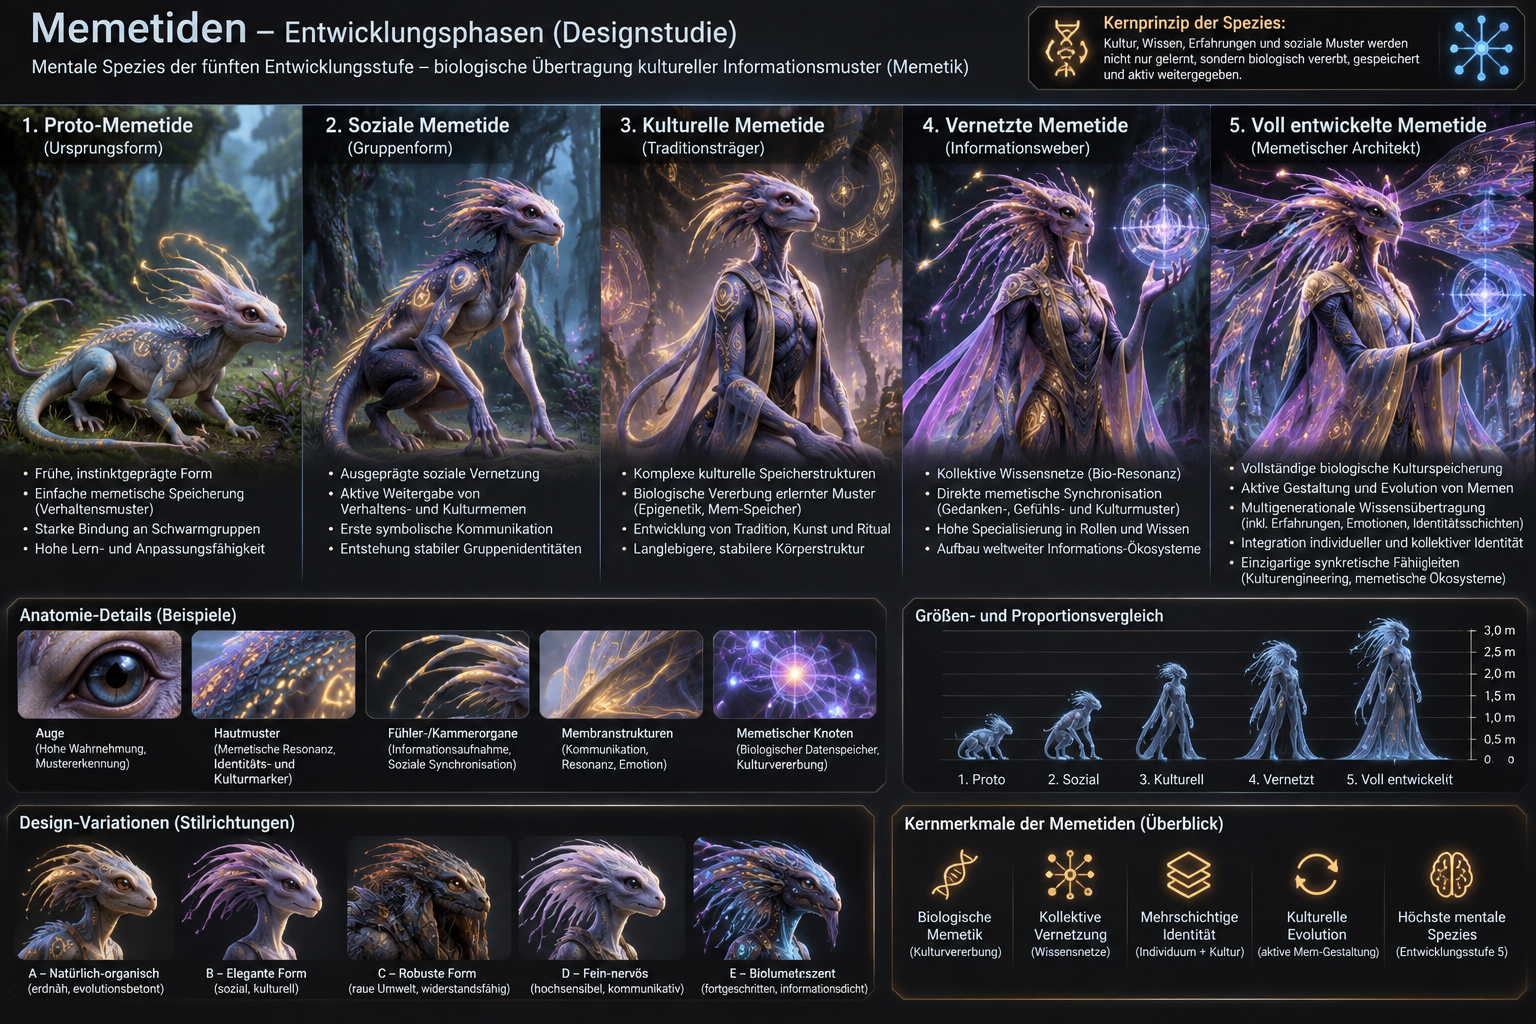 Memetiden – Entwicklungsphasen (Designstudie)
Mentale Spezies der fünften Entwicklungsstufe – biologische Übertragung kultureller Informationsmuster (Memetik)
Kernprinzip der Spezies:
Kultur, Wissen, Erfahrungen und soziale Muster werden
nicht nur gelernt, sondern biologisch vererbt, gespeichert
und aktiv weitergegeben.
1. Proto-Memetide
(Ursprungsform)
• Frühe, instinktgeprägte Form
• Einfache memetische Speicherung
(Verhaltensmuster)
• Starke Bindung an Schwarmgruppen
• Hohe Lern- und Anpassungsfähigkeit
2. Soziale Memetide
(Gruppenform)
• Ausgeprägte soziale Vernetzung
• Aktive Weitergabe von
Verhaltens- und Kulturmemen
• Erste symbolische Kommunikation
• Entstehung stabiler Gruppenidentitäten
3. Kulturelle Memetide
(Traditionsträger)
• Komplexe kulturelle Speicherstrukturen
• Biologische Vererbung erlernter Muster
(Epigenetik, Mem-Speicher)
• Entwicklung von Tradition, Kunst und Ritual
• Langlebigere, stabilere Körperstruktur
4. Vernetzte Memetide
(Informationsweber)
• Kollektive Wissensnetze (Bio-Resonanz)
• Direkte memetische Synchronisation
(Gedanken-, Gefühls- und Kulturmuster)
• Hohe Specialisierung in Rollen und Wissen
• Aufbau weltweiter Informations-Ökosysteme
5. Voll entwickelte Memetide
(Memetischer Architekt)
• Vollständige biologische Kulturspeicherung
• Aktive Gestaltung und Evolution von Memen
• Multigenerationale Wissensübertragung
(inkl. Erfahrungen, Emotionen, Identitätsschichten)
• Integration individueller und kollektiver Identität
• Einzigartige synkretische Fähigleiten
(Kulturengineering, memetische Ökosysteme)
Anatomie-Details (Beispiele)
Auge
(Hohe Wahrnehmung,
Mustererkennung)
Hautmuster
(Memetische Resonanz,
Identitäts- und
Kulturmarker)
Fühler-/Kammerorgane
(Informationsaufnahme,
Soziale Synchronisation)
Membranstrukturen
(Kommunikation,
Resonanz, Emotion)
Memetischer Knoten
(Biologischer Datenspeicher,
Kulturvererbung)
Größen- und Proportionsvergleich
3,0 m
2,5 m
2,0 m
1,5 m
1,0 m
0,5 m
0 o
1. Proto
2. Sozial
3. Kulturell
4. Vernetzt
5. Voll entwickelt
Design-Variationen (Stilrichtungen)
A – Natürlich-organisch
(erdnäh, evolutionsbetont)
B – Elegante Form
(sozial, kulturell)
C – Robuste Form
(raue Umwelt, widerstandsfähig)
D – Fein-nervös
(hochsensibel, kommunikativ)
E – Biolumeteszent
(fortgeschritten, informationsdicht)
Kernmerkmale der Memetiden (Überblick)
Biologische
Memetik
(Kulturvererbung)
Kollektive
Vernetzung
(Wissensnetze)
Mehrschichtige
Identität
(Individuum + Kultur)
Kulturelle
Evolution
(aktive Mem-Gestaltung)
Höchste mentale
Spezies
(Entwicklungsstufe 5)